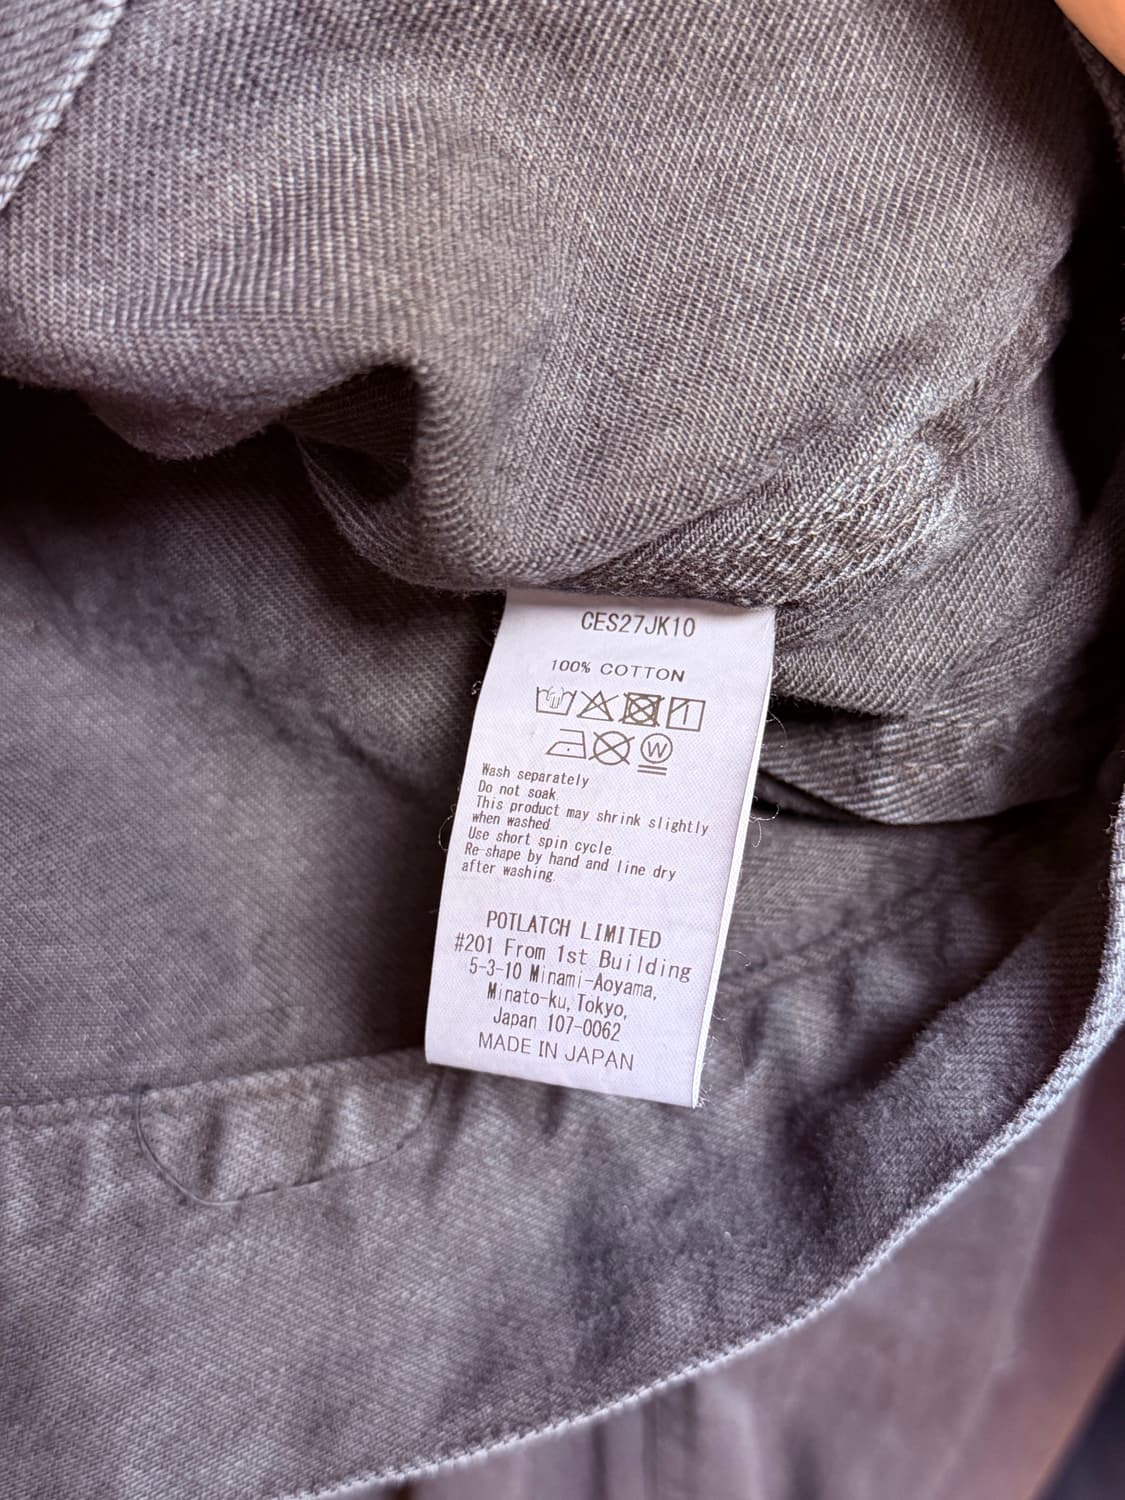 CES27JK10
100% COTTON
W
Wash separately
Do not soak.
This product may shrink slightly
when washed.
Use short spin cycle.
Re-shape by hand and line dry
after washing.
POTLATCH LIMITED
#201 From 1st Building
5-3-10 Minami-Aoyama,
Minato-ku, Tokyo,
Japan 107-0062
MADE IN JAPAN